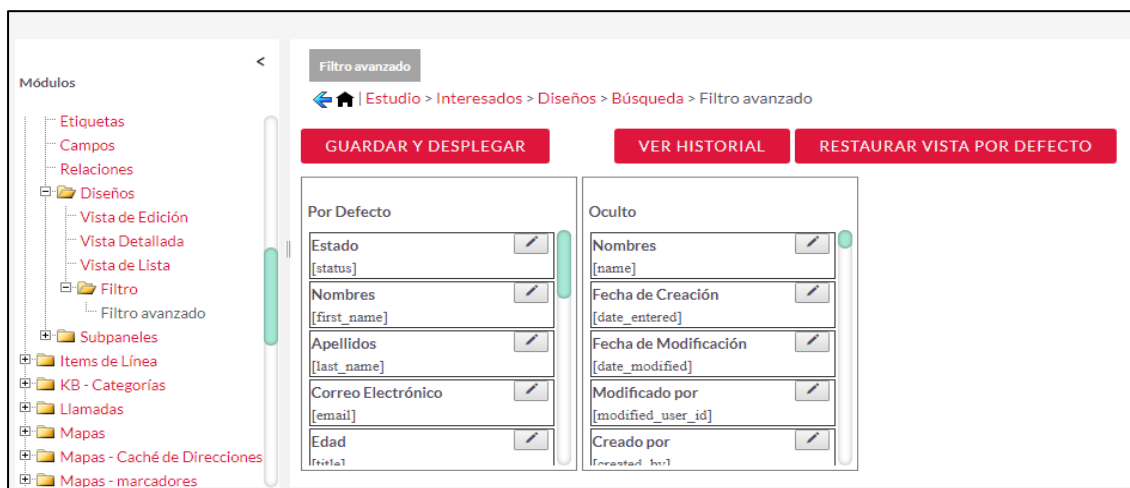 Módulos
<
Etiquetas
Campos
Relaciones
Diseños
Vista de Edición
Vista Detallada
Vista de Lista
Filtro
Filtro avanzado
Subpaneles
Items de Línea
KB - Categorías
Llamadas
Mapas
Mapas - Caché de Direcciones
Mapas - marcadores
Filtro avanzado
| Estudio > Interesados > Diseños > Búsqueda > Filtro avanzado
GUARDAR Y DESPLEGAR VER HISTORIAL RESTAURAR VISTA POR DEFECTO
Por Defecto
Estado
[status]
Nombres
[first_name]
Apellidos
[last_name]
Correo Electrónico
[email]
Edad
[title]
Oculto
Nombres
[name]
Fecha de Creación
[date_entered]
Fecha de Modificación
[date_modified]
Modificado por
[modified_user_id]
Creado por
[created_by]